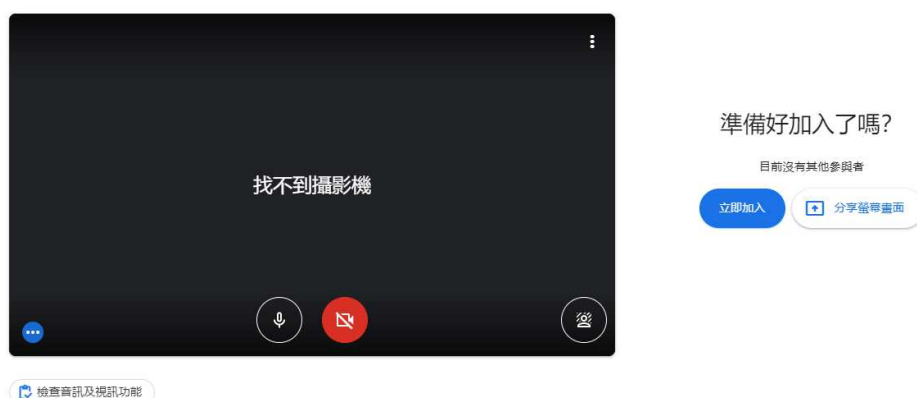 找不到攝影機
檢查音訊及視訊功能
準備好加入了嗎?
目前沒有其他參與者
立即加入
分享螢幕畫面